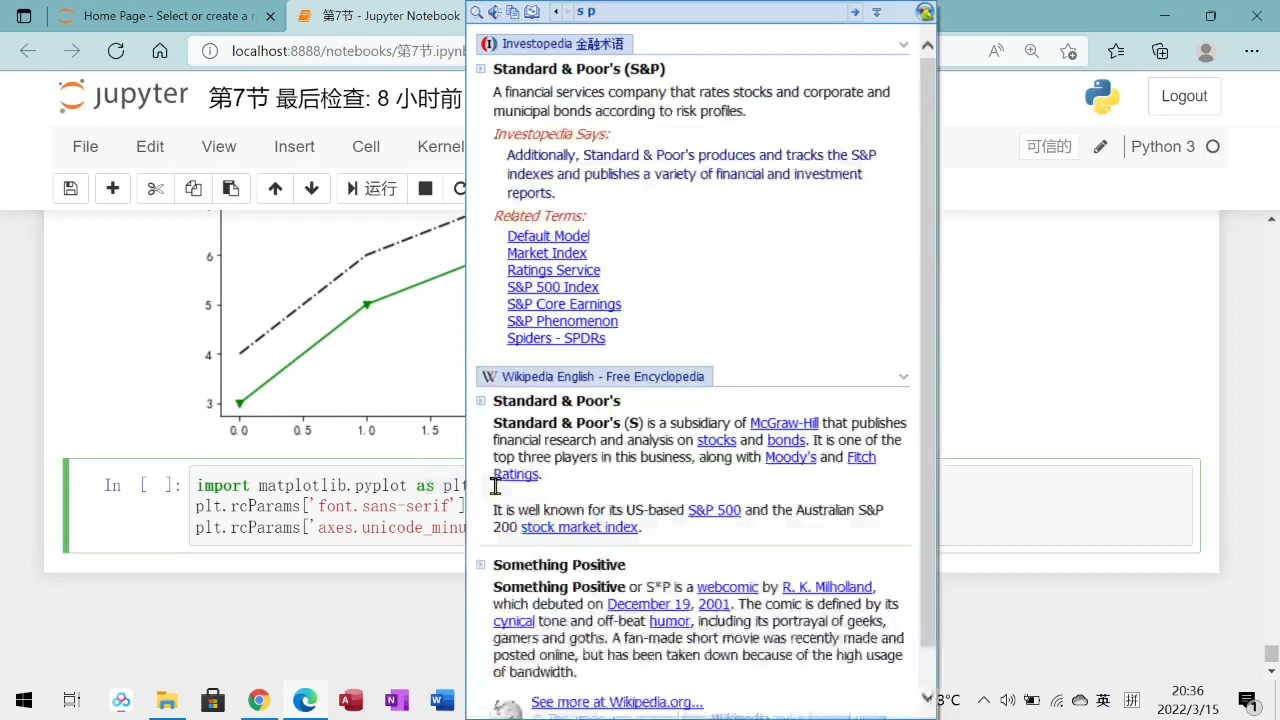 s p
localhost:8888/notebooks/第7节.ipynb
Investopedia 金融术语
Standard & Poor's (S&P)
A financial services company that rates stocks and corporate and
municipal bonds according to risk profiles.
Investopedia Says:
Additionally, Standard & Poor's produces and tracks the S&P
indexes and publishes a variety of financial and investment
reports.
Related Terms:
Default Model
Market Index
Ratings Service
S&P 500 Index
S&P Core Earnings
S&P Phenomenon
Spiders - SPDRs
Wikipedia English - Free Encyclopedia
Standard & Poor's
Standard & Poor's (S) is a subsidiary of McGraw-Hill that publishes
financial research and analysis on stocks and bonds. It is one of the
top three players in this business, along with Moody's and Fitch
Ratings.
It is well known for its US-based S&P 500 and the Australian S&P
200 stock market index.
Something Positive
Something Positive or S*P is a webcomic by R. K. Milholland,
which debuted on December 19, 2001. The comic is defined by its
cynical tone and off-beat humor, including its portrayal of geeks,
gamers and goths. A fan-made short movie was recently made and
posted online, but has been taken down because of the high usage
of bandwidth.
See more at Wikipedia.org...
jupyter 第7节 最后检查: 8 小时前
Logout
File Edit View Insert Cell Kernel
可信的 Python 3
运行
6
5
4
3
0.0 0.5 1.0 1.5
In [ ]: import matplotlib.pyplot as plt
plt.rcParams['font.sans-serif']
plt.rcParams['axes.unicode_minu
英 拼
20:36
2022/3/15
1